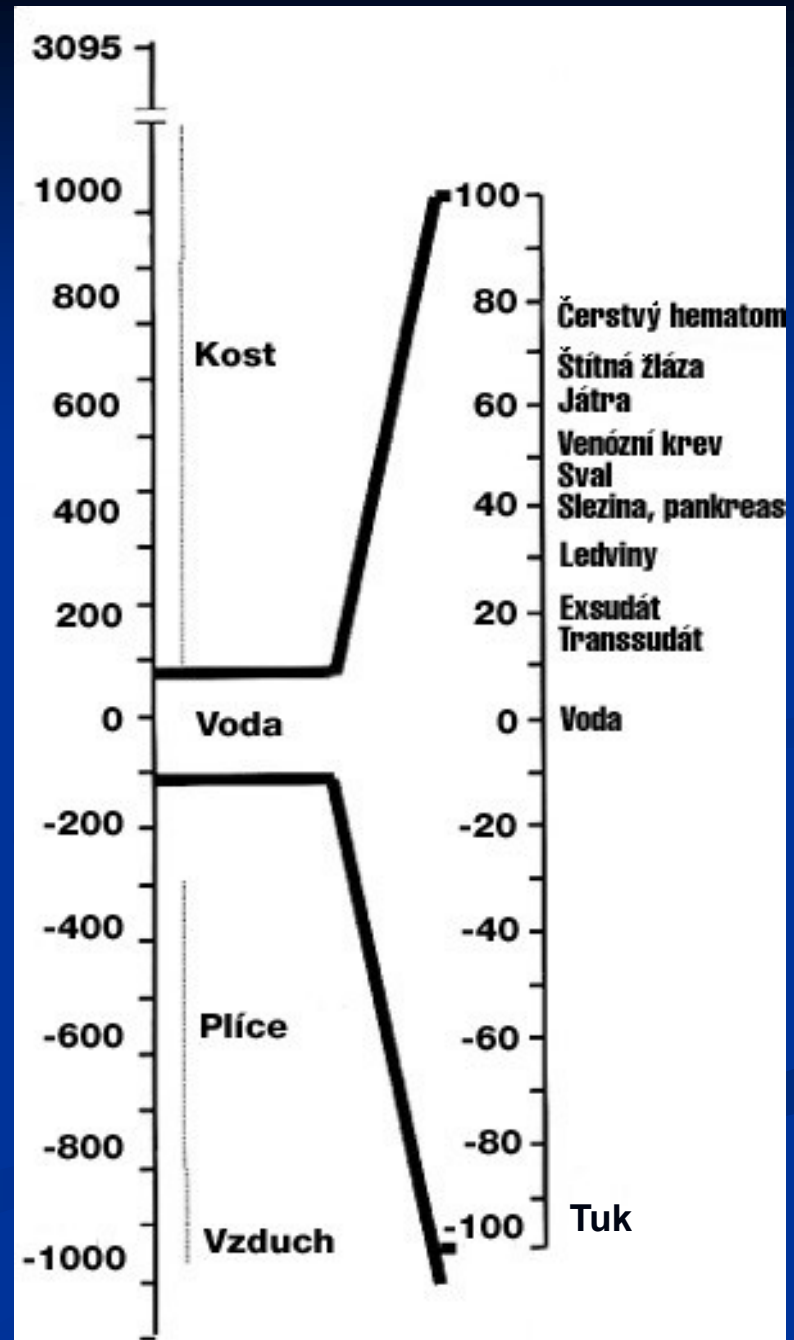 3095
1000
800
Kost
600
400
200
0
Voda
-200
-400
Plíce
-600
-800
Vzduch
-1000
100
80
Čerstvý hematom
Štítná žláza
60
Játra
Venózní krev
Sval
40
Slezina, pankreas
Ledviny
20
Exsudát
Transsudát
0
Voda
-20
-40
-60
-80
-100
Tuk